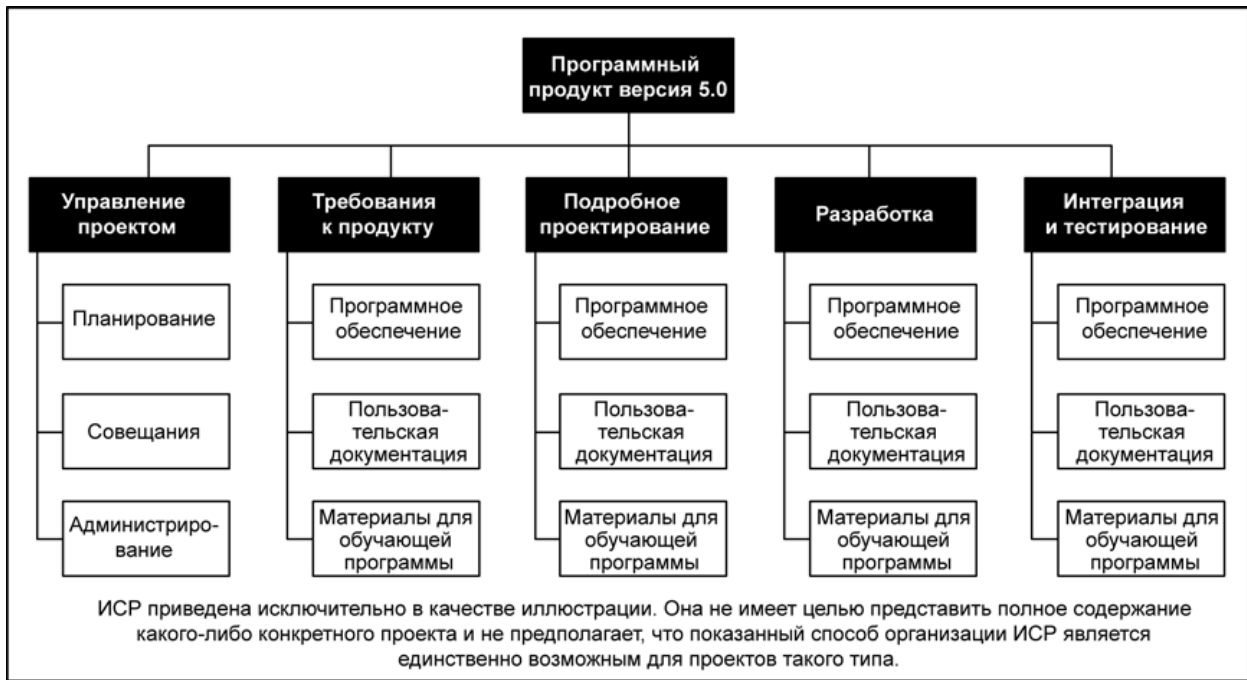 Программный
продукт версия 5.0
Управление
проектом
Требования
к продукту
Подробное
проектирование
Разработка
Интеграция
и тестирование
Планирование
Программное
обеспечение
Программное
обеспечение
Программное
обеспечение
Программное
обеспечение
Совещания
Пользова-
тельская
документация
Пользова-
тельская
документация
Пользова-
тельская
документация
Пользова-
тельская
документация
Администриро-
вание
Материалы для
обучающей
программы
Материалы для
обучающей
программы
Материалы для
обучающей
программы
Материалы для
обучающей
программы
ИСР приведена исключительно в качестве иллюстрации. Она не имеет целью представить полное содержание
какого-либо конкретного проекта и не предполагает, что показанный способ организации ИСР является
единственно возможным для проектов такого типа.